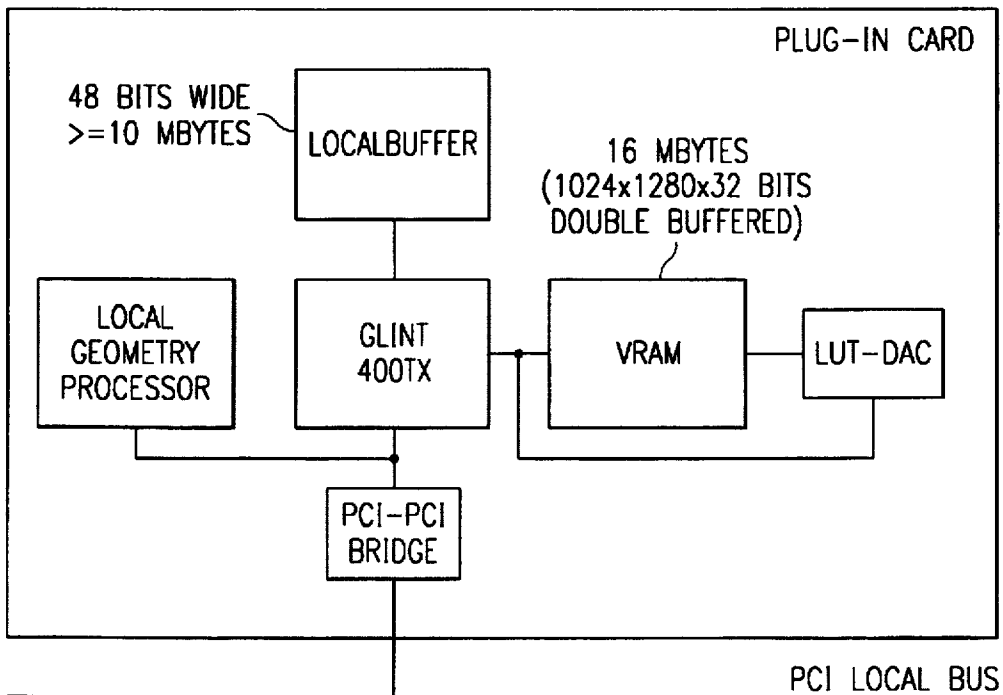 PLUG-IN CARD
48 BITS WIDE
>=10 MBYTES
LOCALBUFFER
16 MBYTES
(1024x1280x32 BITS
DOUBLE BUFFERED)
LOCAL
GEOMETRY
PROCESSOR
GLINT
400TX
VRAM
LUT-DAC
PCI-PCI
BRIDGE
PCI LOCAL BUS